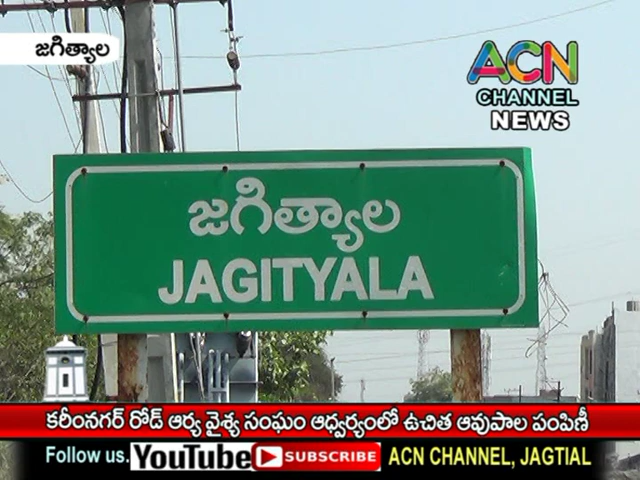 జగిత్యాల
ACN
CHANNEL
NEWS
జగిత్యాల
JAGITYALA
కరీంనగర్ రోడ్ ఆర్య వైశ్య సంఘం ఆధ్వర్యంలో ఉచిత ఆవుపాల పంపిణీ
Follow us. YouTube SUBSCRIBE ACN CHANNEL, JAGTIAL